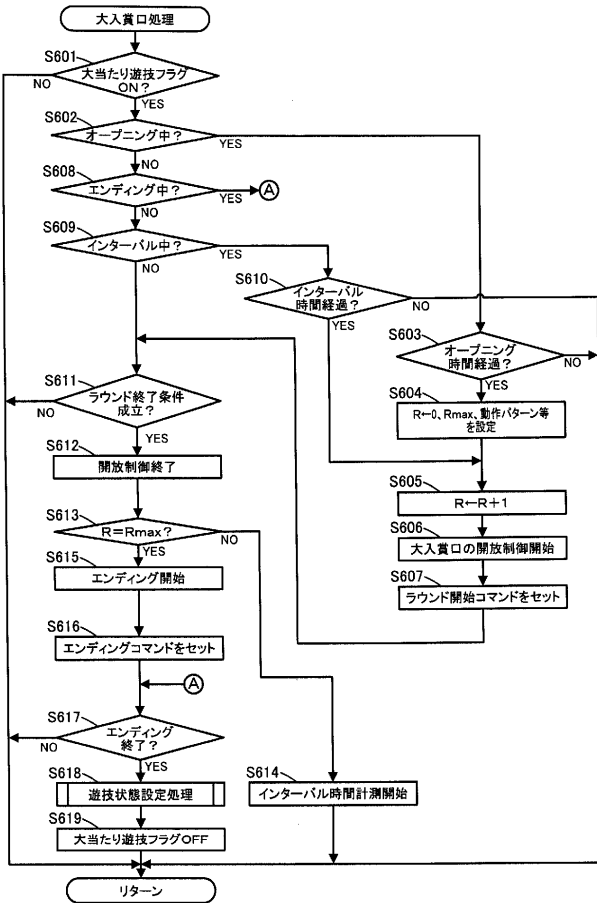 大入賞口処理
S601
大当たり遊技フラグ
ON?
NO
YES
S602
オープニング中?
YES
NO
S608
エンディング中?
YES
A
NO
S609
インターバル中?
YES
NO
S610
インターバル
時間経過?
NO
YES
S603
オープニング
時間経過?
NO
YES
S604
R←0、Rmax、動作パターン等
を設定
S605
R←R+1
S606
大入賞口の開放制御開始
S607
ラウンド開始コマンドをセット
S611
ラウンド終了条件
成立?
NO
YES
S612
開放制御終了
S613
R=Rmax?
NO
YES
S615
エンディング開始
S616
エンディングコマンドをセット
A
S617
エンディング
終了?
NO
YES
S618
遊技状態設定処理
S614
インターバル時間計測開始
S619
大当たり遊技フラグOFF
リターン